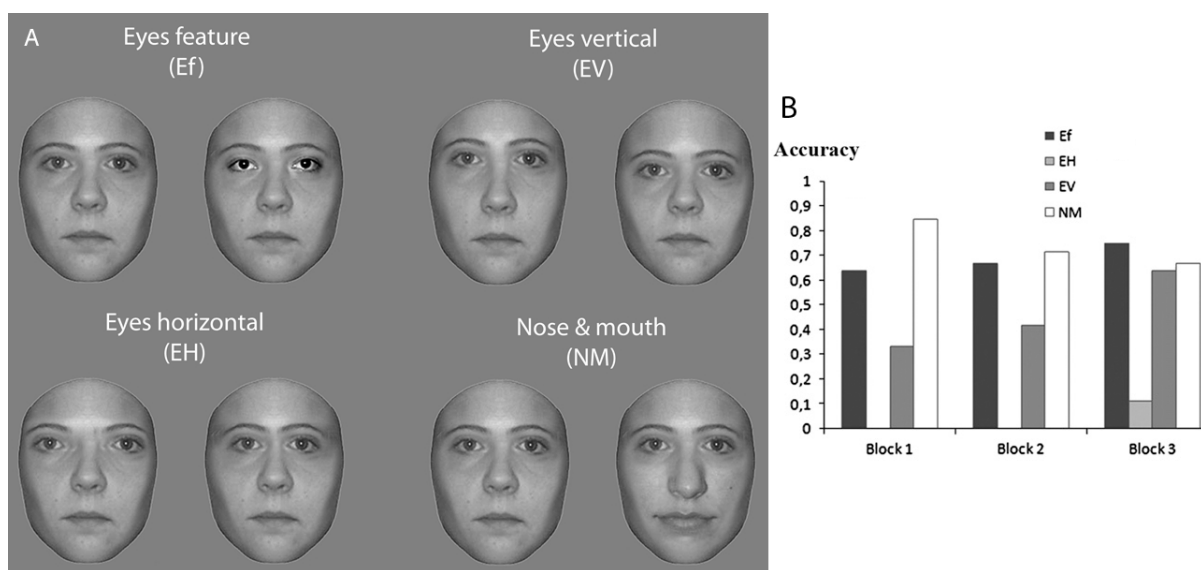 A
Eyes feature
(Ef)
Eyes vertical
(EV)
Eyes horizontal
(EH)
Nose & mouth
(NM)
B
Ef
EH
EV
NM
Accuracy
1
0,9
0,8
0,7
0,6
0,5
0,4
0,3
0,2
0,1
0
Block 1 Block 2 Block 3